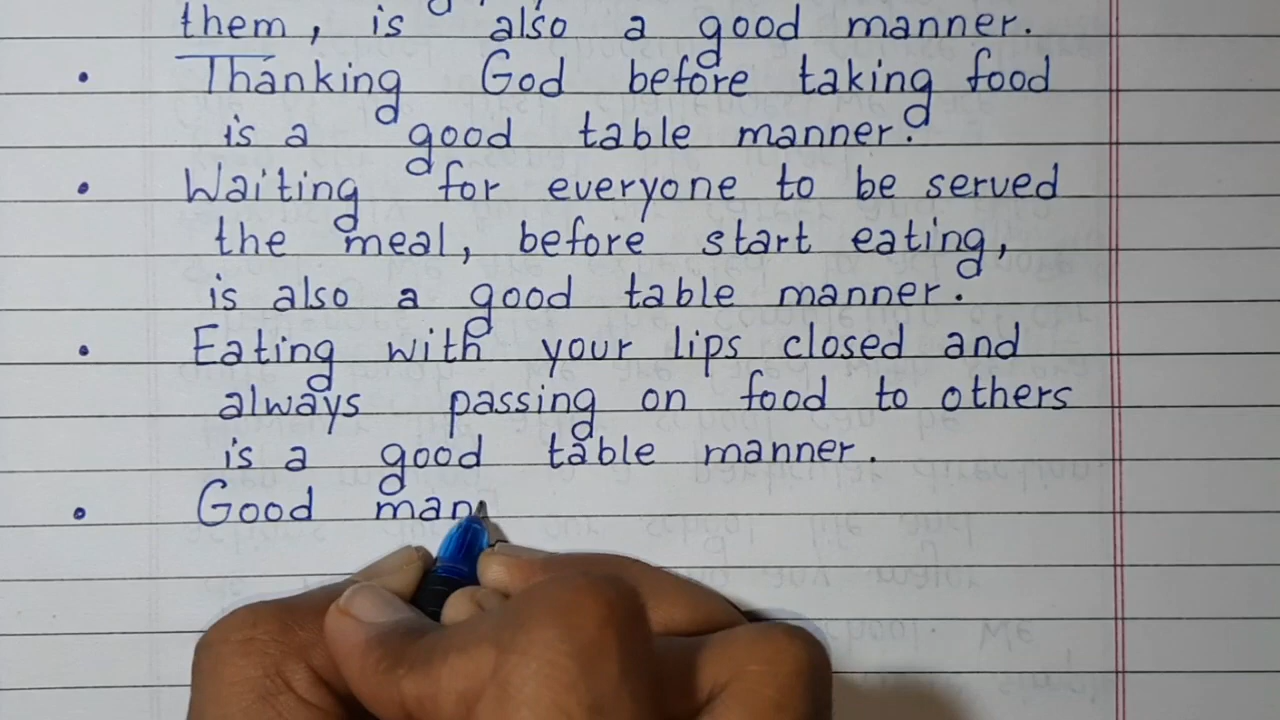 them, is also a good manner.
• Thanking God before taking food
is a good table manner.
• Waiting for everyone to be served
the meal, before start eating,
is also a good table manner.
• Eating with your lips closed and
always passing on food to others
is a good table manner.
• Good man